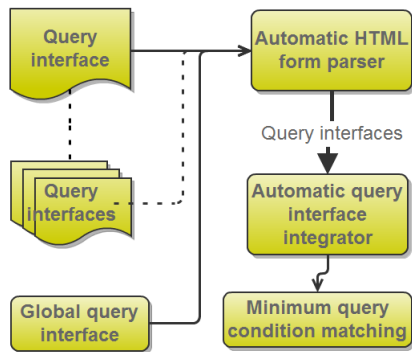 Query
interface
Automatic HTML
form parser
Query interfaces
Query
interfaces
Automatic query
interface
integrator
Global query
interface
Minimum query
condition matching